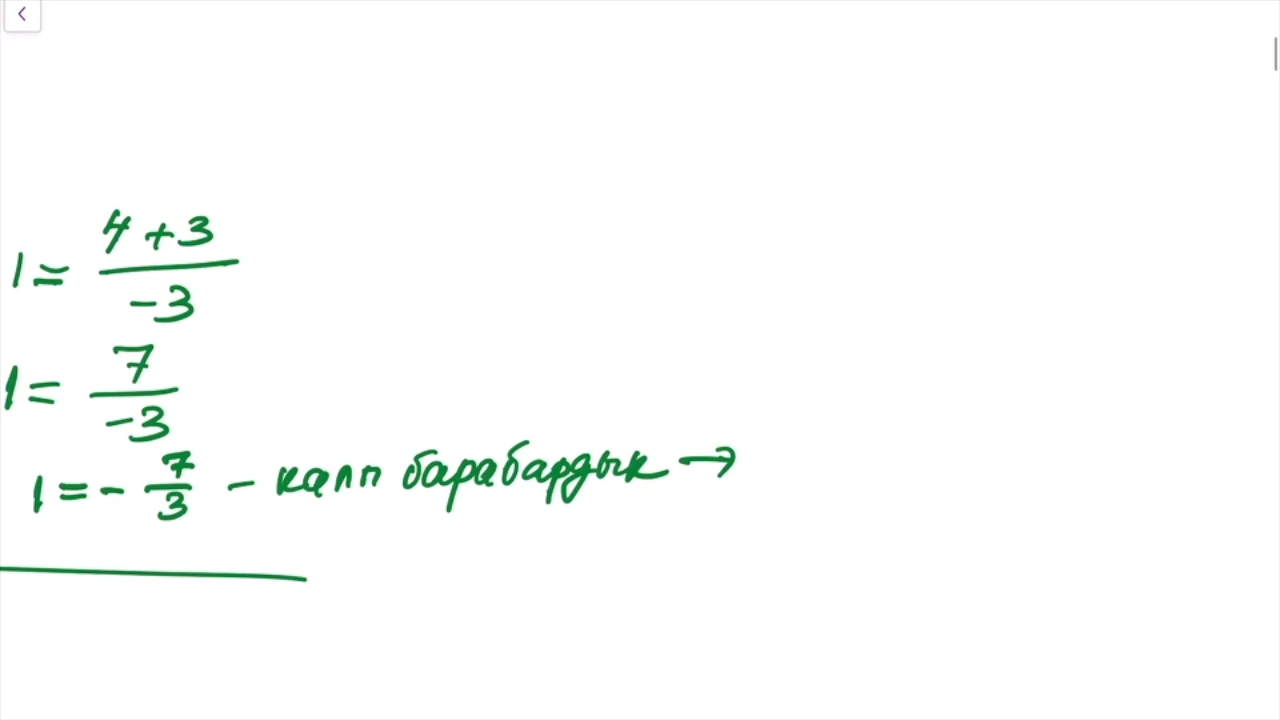 1 = (4 + 3) / (-3)
1 = 7 / (-3)
1 = - 7/3 - калп барабардык →